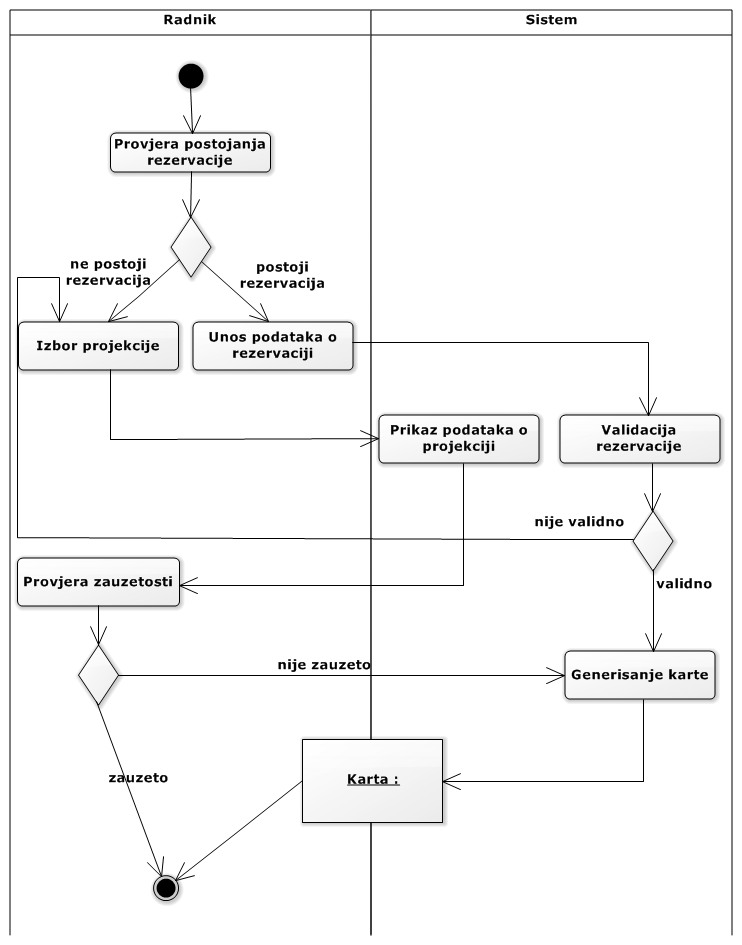 Radnik
Sistem
Provjera postojanja
rezervacije
ne postoji
rezervacija
postoji
rezervacija
Izbor projekcije
Unos podataka o
rezervaciji
Prikaz podataka o
projekciji
Validacija
rezervacije
nije validno
validno
Provjera zauzetosti
nije zauzeto
Generisanje karte
zauzeto
Karta :